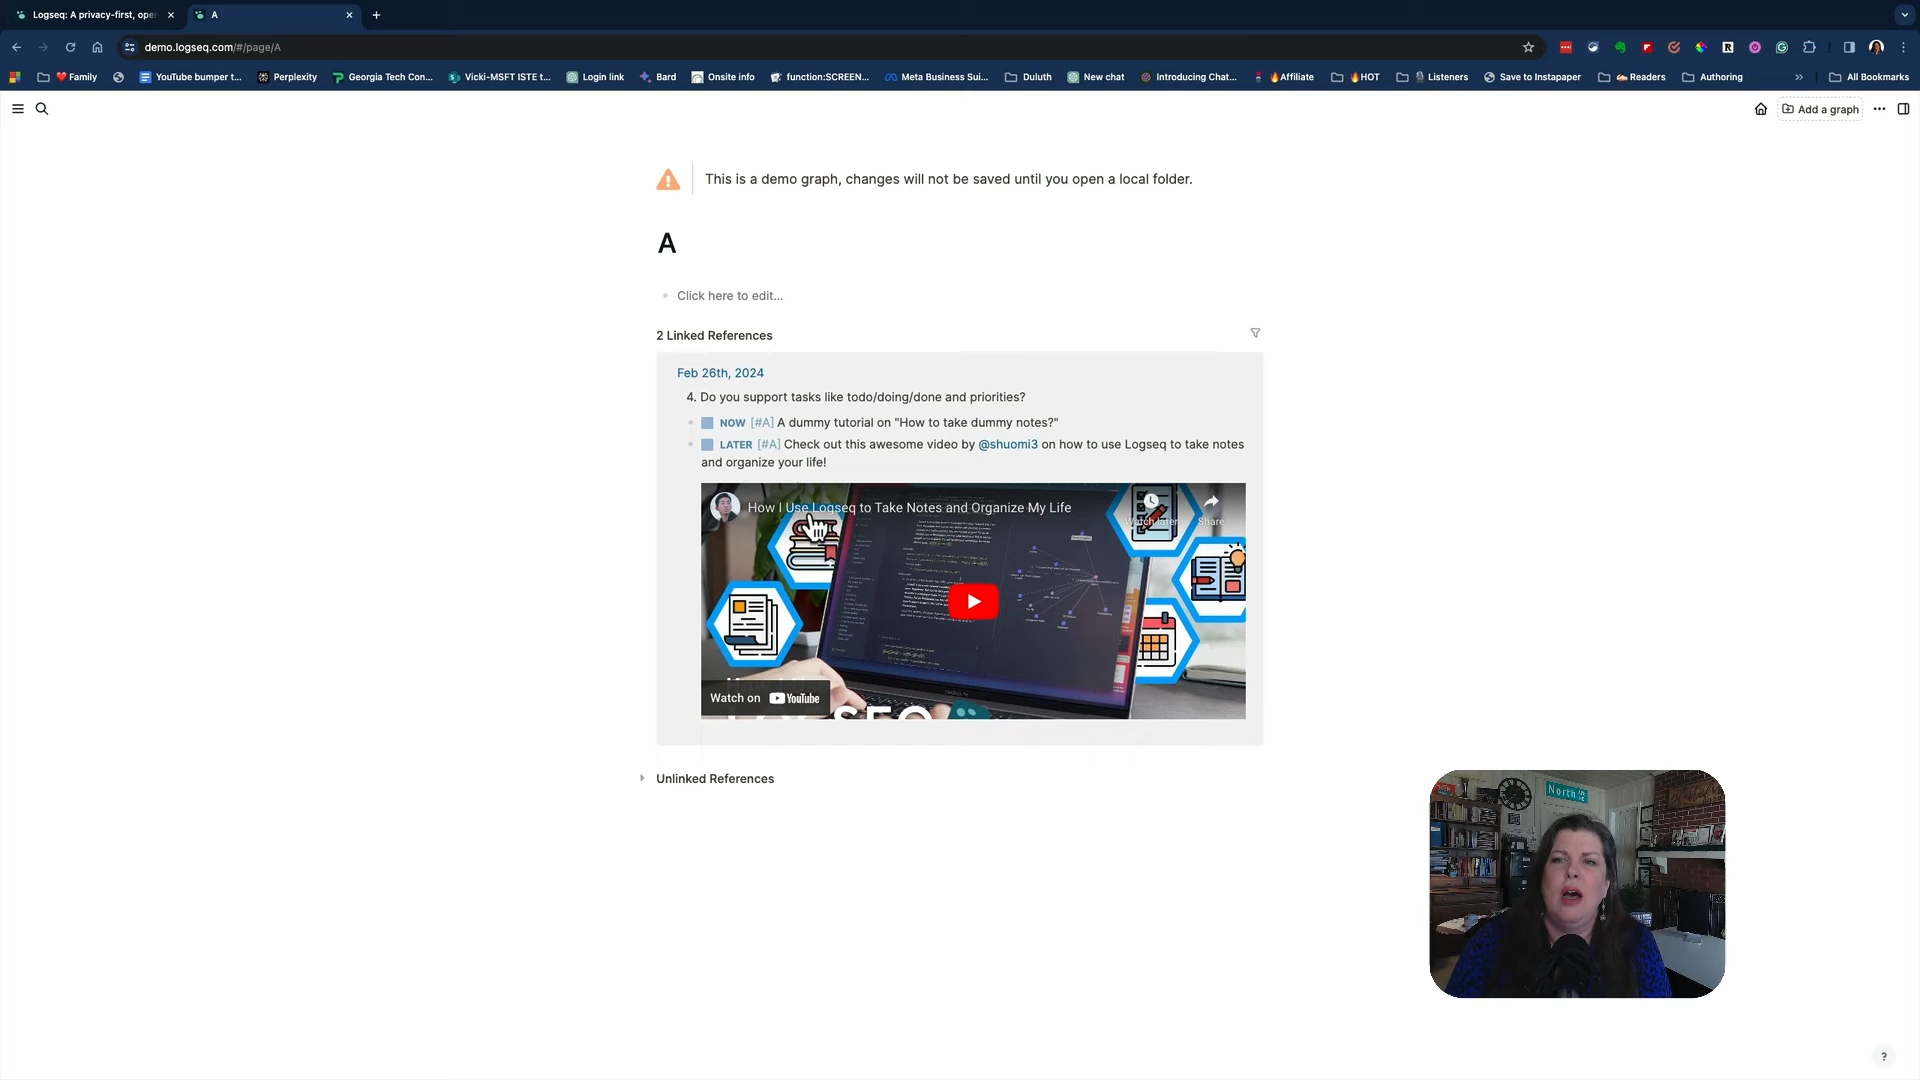 Logseq: A privacy-first, oper
A
demo.logseq.com/#/page/A
Family
YouTube bumper t...
Perplexity
Georgia Tech Con...
Vicki-MSFT ISTE t...
Login link
Bard
Onsite info
function:SCREEN...
Meta Business Sui...
Duluth
New chat
Introducing Chat...
Affiliate
HOT
Listeners
Save to Instapaper
Readers
Authoring
All Bookmarks
Add a graph
This is a demo graph, changes will not be saved until you open a local folder.
A
Click here to edit...
2 Linked References
Feb 26th, 2024
4. Do you support tasks like todo/doing/done and priorities?
NOW [#A] A dummy tutorial on "How to take dummy notes?"
LATER [#A] Check out this awesome video by @shuomi3 on how to use Logseq to take notes
and organize your life!
How I Use Logseq to Take Notes and Organize My Life
Watch later
Share
Watch on YouTube
Unlinked References
North
?